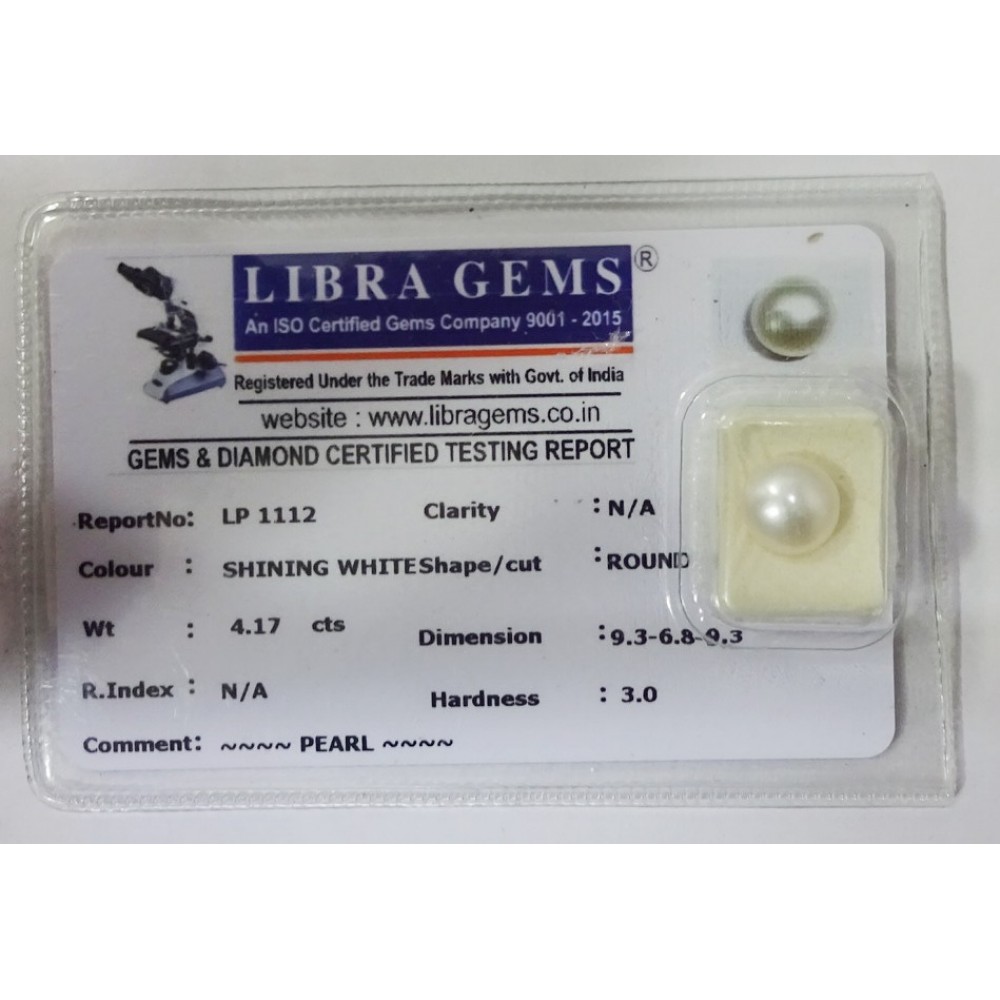 LIBRA GEMS ®
An ISO Certified Gems Company 9001 - 2015
Registered Under the Trade Marks with Govt. of India
website : www.libragems.co.in
GEMS & DIAMOND CERTIFIED TESTING REPORT
ReportNo: LP 1112 Clarity : N/A
Colour : SHINING WHITE Shape/cut : ROUND
Wt : 4.17 cts Dimension : 9.3-6.8-9.3
R.Index : N/A Hardness : 3.0
Comment: ~~~~ PEARL ~~~~